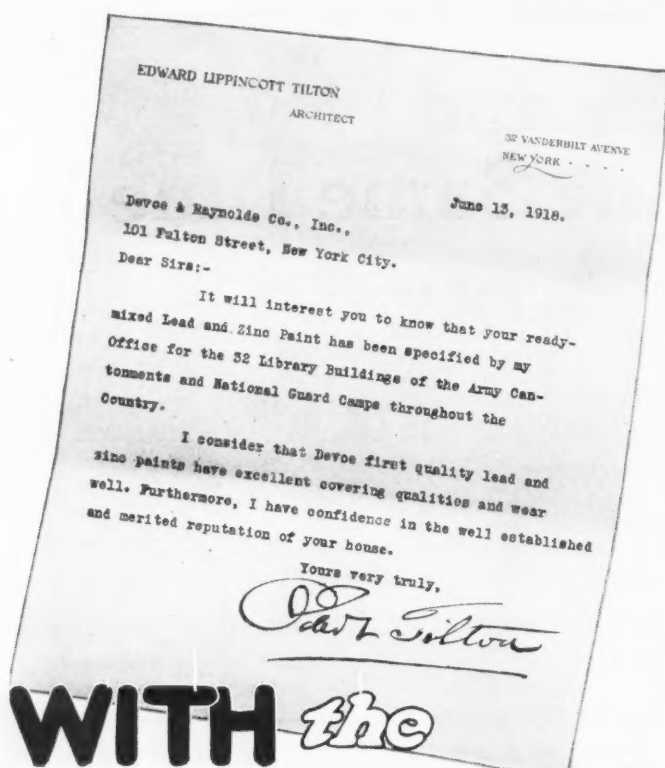 EDWARD LIPPINCOTT TILTON
ARCHITECT
32 VANDERBILT AVENVE
NEW YORK · · · ·
June 13, 1918.
Devoe & Raynolds Co., Inc.,
101 Fulton Street, New York City.
Dear Sirs:-
It will interest you to know that your ready-
mixed Lead and Zinc Paint has been specified by my
Office for the 32 Library Buildings of the Army Can-
tonments and National Guard Camps throughout the
Country.
I consider that Devoe first quality lead and
zinc paints have excellent covering qualities and wear
well. Furthermore, I have confidence in the well established
and merited reputation of your house.
Yours very truly,
Edw L Tilton
WITH the